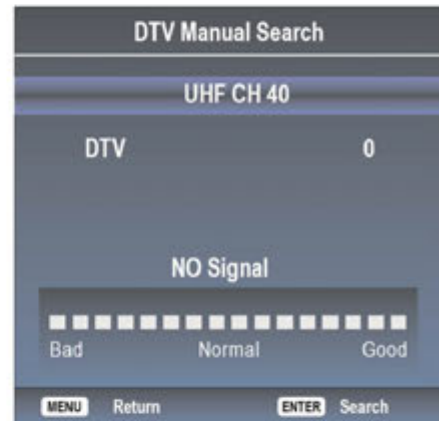 DTV Manual Search
UHF CH 40
DTV 0
NO Signal
Bad Normal Good
MENU Return ENTER Search